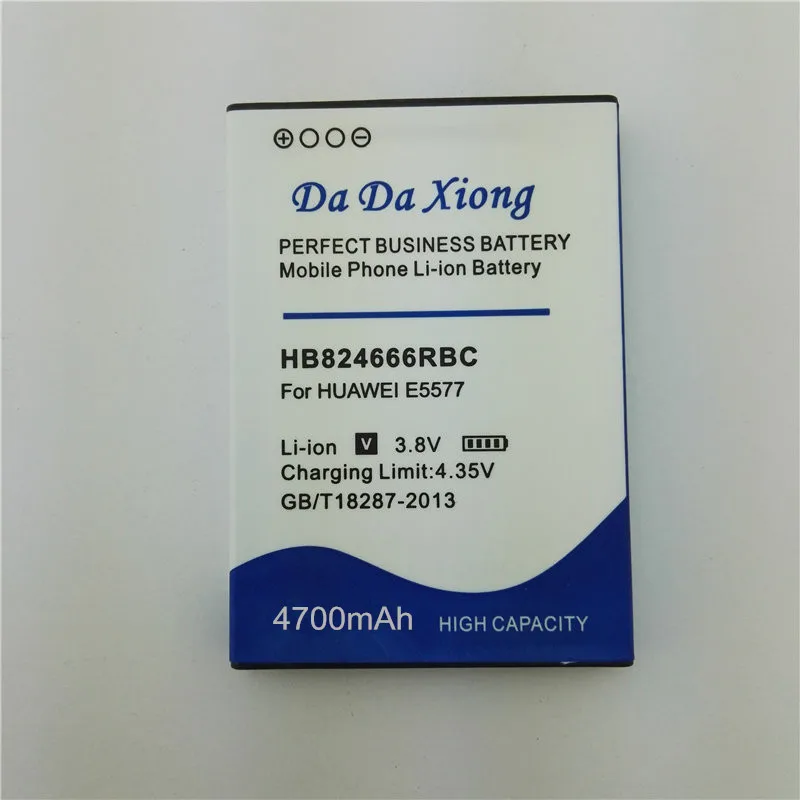 Da Da Xiong
PERFECT BUSINESS BATTERY
Mobile Phone Li-ion Battery
HB824666RBC
For HUAWEI E5577
Li-ion V 3.8V
Charging Limit:4.35V
GB/T18287-2013
4700mAh HIGH CAPACITY